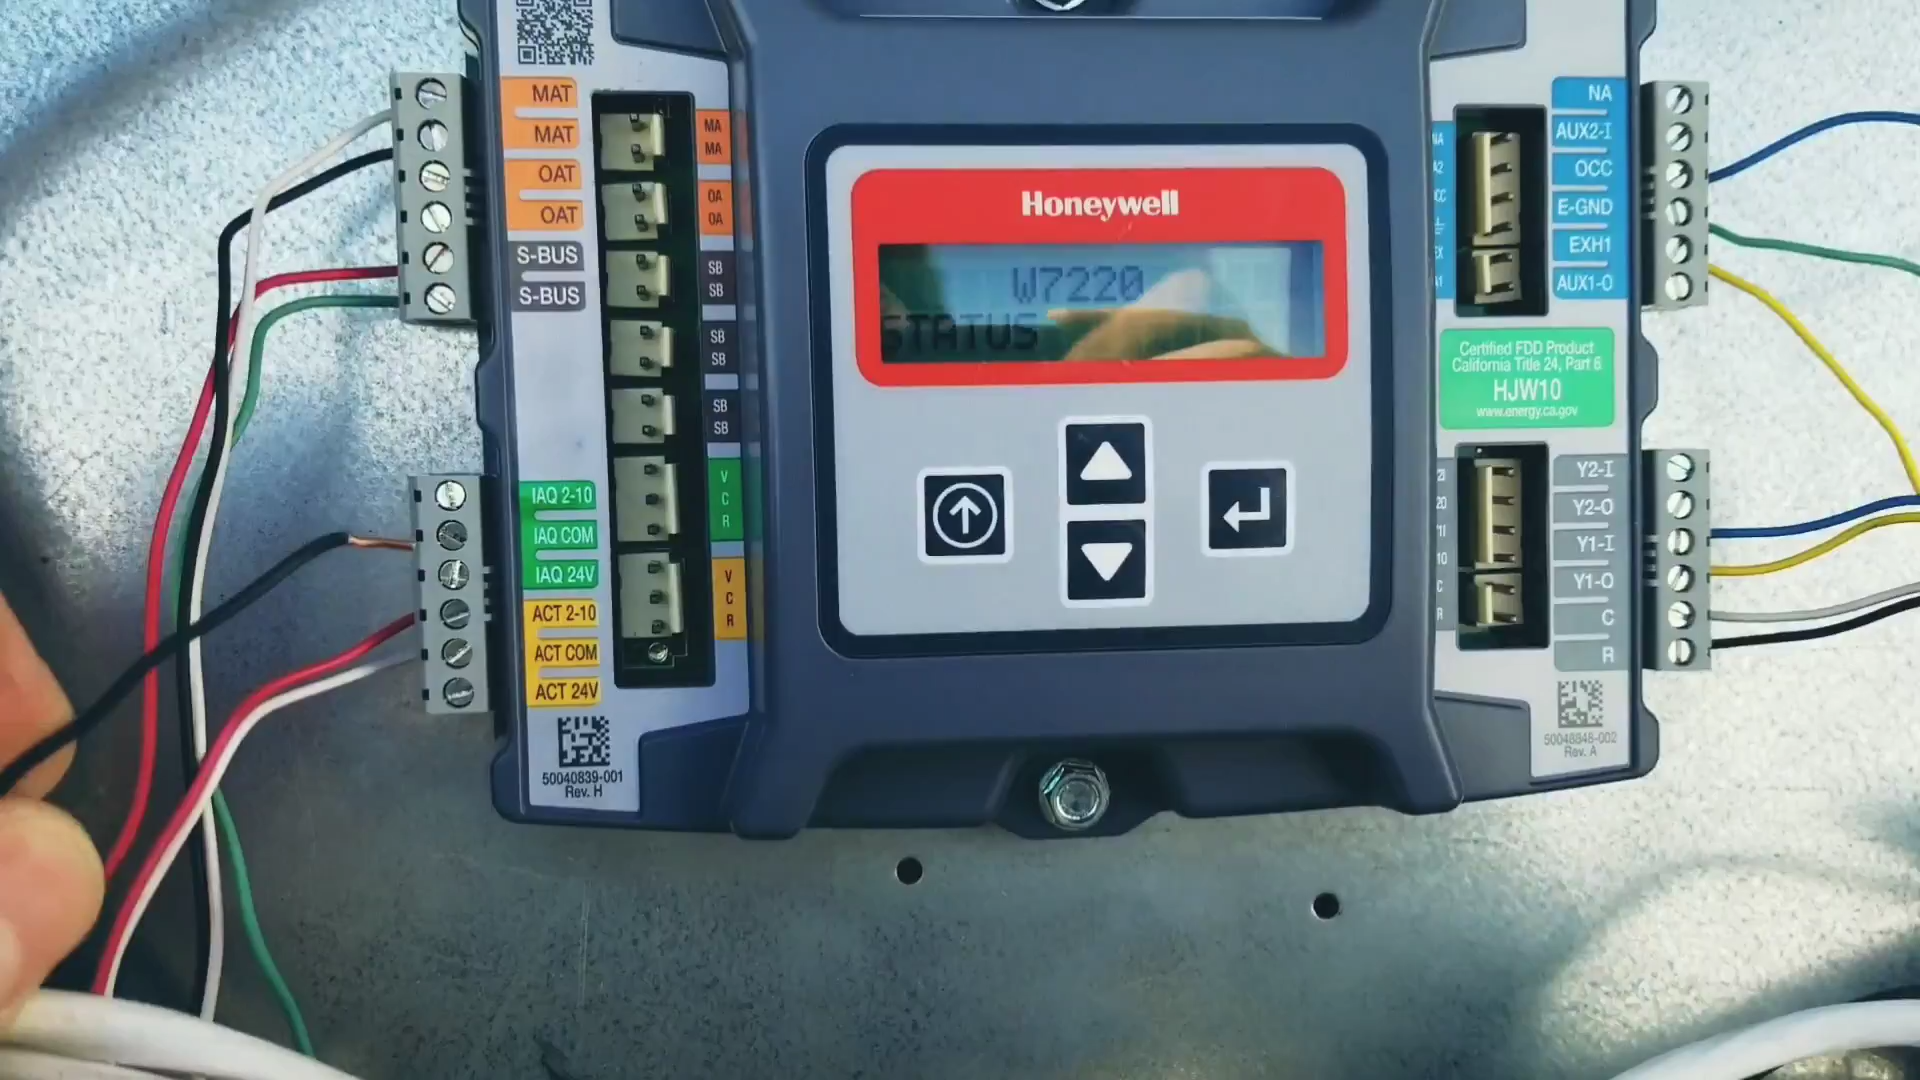 MAT
MAT
OAT
OAT
S-BUS
S-BUS
IAQ 2-10
IAQ COM
IAQ 24V
ACT 2-10
ACT COM
ACT 24V
50040839-001
Rev. H
MA
MA
OA
OA
SB
SB
SB
SB
SB
SB
V
C
R
V
C
R
Honeywell
W7220
STATUS
NA
A2
C
R
NA
AUX2-I
OCC
E-GND
EXH1
AUX1-O
Certified FDD Product
California Title 24, Part 6
HJW10
www.energy.ca.gov
Y2-I
Y2-O
Y1-I
Y1-O
C
R
50048848-002
Rev. A